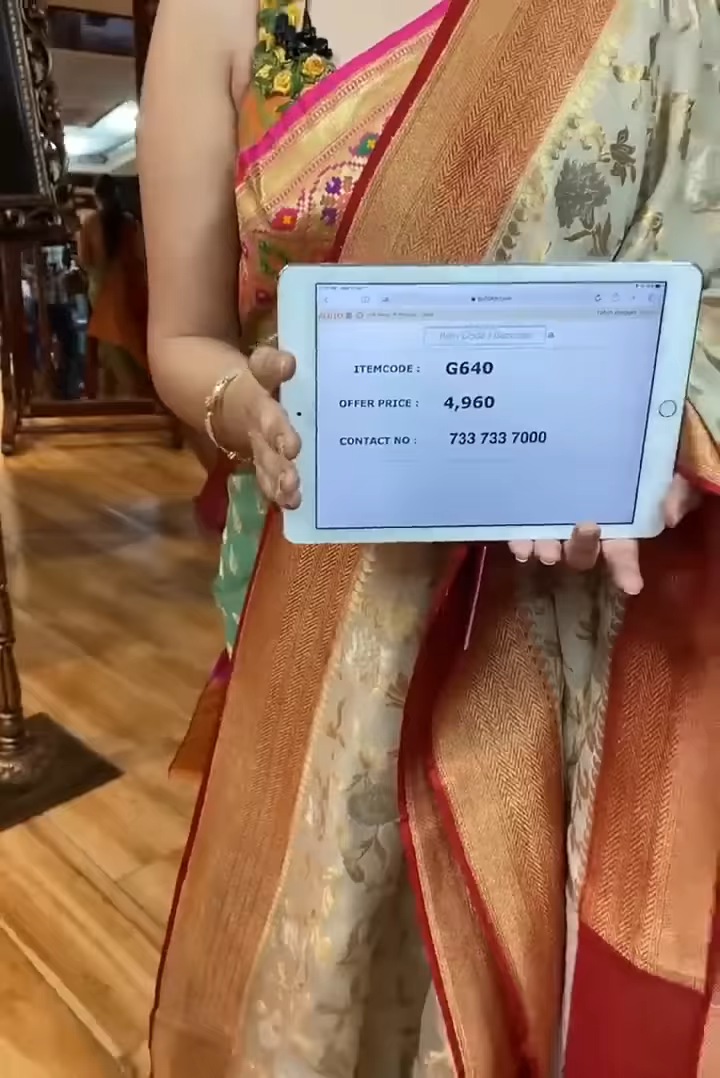 ITEMCODE : G640
OFFER PRICE : 4,960
CONTACT NO : 733 733 7000